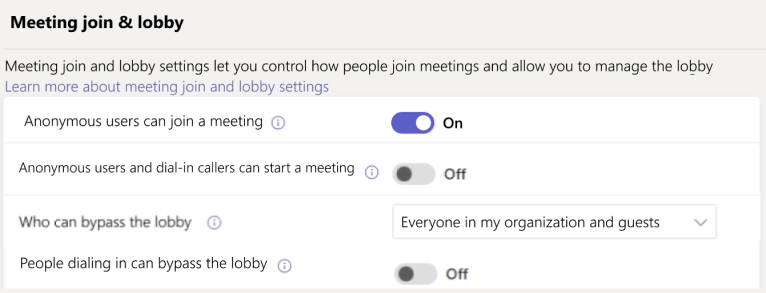 Meeting join & lobby
Meeting join and lobby settings let you control how people join meetings and allow you to manage the lobby
Learn more about meeting join and lobby settings
Anonymous users can join a meeting
On
Anonymous users and dial-in callers can start a meeting
Off
Who can bypass the lobby
Everyone in my organization and guests
People dialing in can bypass the lobby
Off